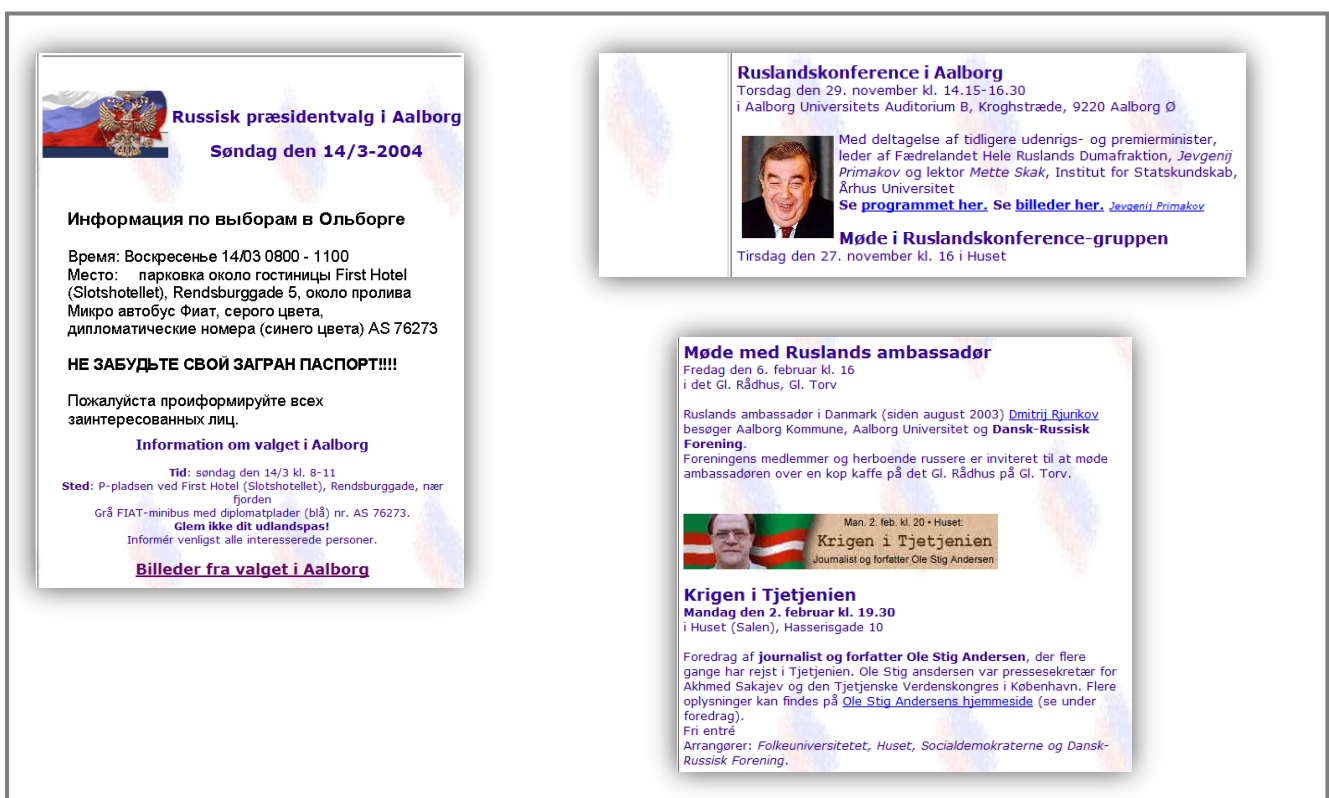 Russisk præsidentvalg i Aalborg
Søndag den 14/3-2004
Информация по выборам в Ольборге
Время: Воскресенье 14/03 0800 - 1100
Место: парковка около гостиницы First Hotel
(Slotshotellet), Rendsburggade 5, около пролива
Микро автобус Фиат, серого цвета,
дипломатические номера (синего цвета) AS 76273
НЕ ЗАБУДЬТЕ СВОЙ ЗАГРАН ПАСПОРТ!!!!
Пожалуйста проиформируйте всех
заинтересованных лиц.
Information om valget i Aalborg
Tid: søndag den 14/3 kl. 8-11
Sted: P-pladsen ved First Hotel (Slotshotellet), Rendsburggade, nær
fjorden
Grå FIAT-minibus med diplomatplader (blå) nr. AS 76273.
Glem ikke dit udlandspas!
Informér venligst alle interesserede personer.
Billeder fra valget i Aalborg
Ruslandskonference i Aalborg
Torsdag den 29. november kl. 14.15-16.30
i Aalborg Universitets Auditorium B, Kroghstræde, 9220 Aalborg Ø
Med deltagelse af tidligere udenrigs- og premierminister,
leder af Fædrelandet Hele Ruslands Dumafraktion, Jevgenij
Primakov og lektor Mette Skak, Institut for Statskundskab,
Århus Universitet
Se programmet her. Se billeder her. Jevgenij Primakov
Møde i Ruslandskonference-gruppen
Tirsdag den 27. november kl. 16 i Huset
Møde med Ruslands ambassadør
Fredag den 6. februar kl. 16
i det Gl. Rådhus, Gl. Torv
Ruslands ambassadør i Danmark (siden august 2003) Dmitrij Rjurikov
besøger Aalborg Kommune, Aalborg Universitet og Dansk-Russisk
Forening.
Foreningens medlemmer og herboende russere er inviteret til at møde
ambassadøren over en kop kaffe på det Gl. Rådhus på Gl. Torv.
Man. 2. feb. kl. 20 • Huset:
Krigen i Tjetjenien
Journalist og forfatter Ole Stig Andersen
Krigen i Tjetjenien
Mandag den 2. februar kl. 19.30
i Huset (Salen), Hasserisgade 10
Foredrag af journalist og forfatter Ole Stig Andersen, der flere
gange har rejst i Tjetjenien. Ole Stig ansdersen var pressesekretær for
Akhmed Sakajev og den Tjetjenske Verdenskongres i København. Flere
oplysninger kan findes på Ole Stig Andersens hjemmeside (se under
foredrag).
Fri entré
Arrangører: Folkeuniversitetet, Huset, Socialdemokraterne og Dansk-
Russisk Forening.